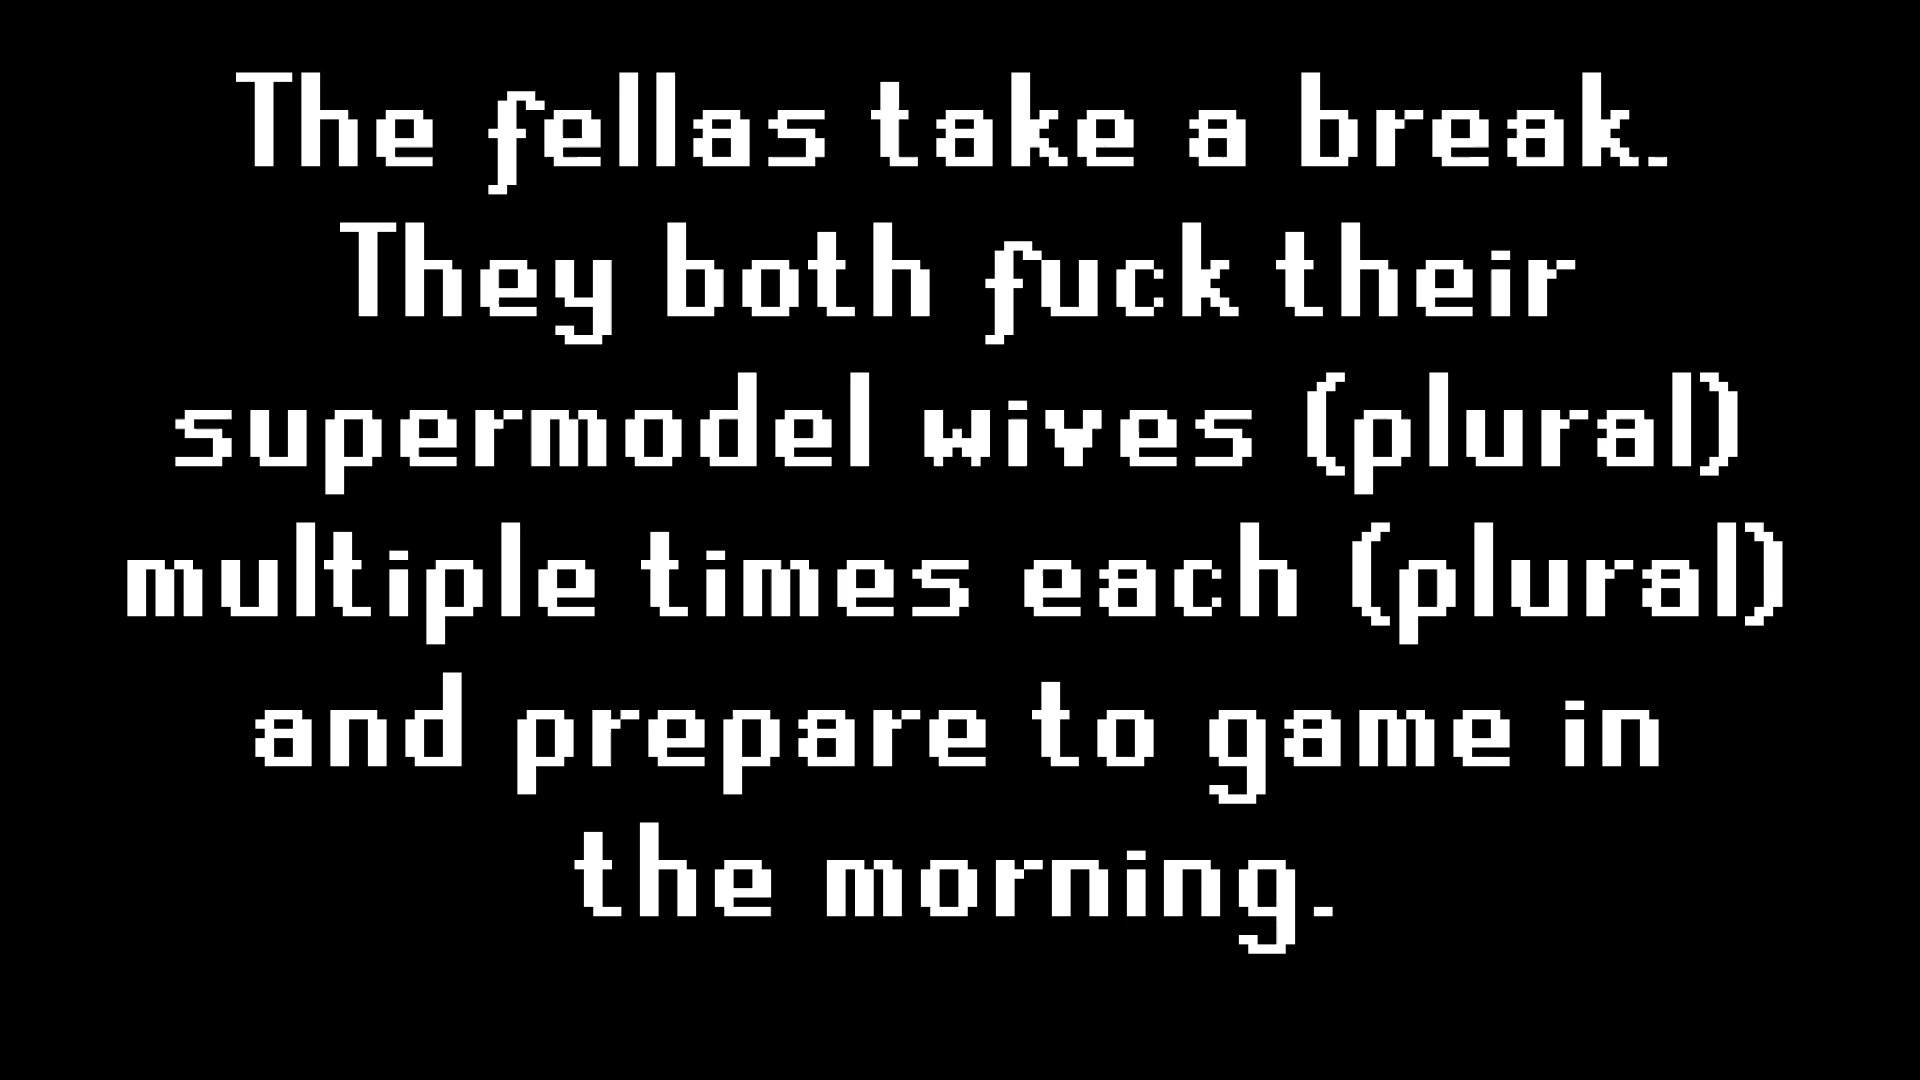 The fellas take a break.
They both fuck their
supermodel wives (plural)
multiple times each (plural)
and prepare to game in
the morning.